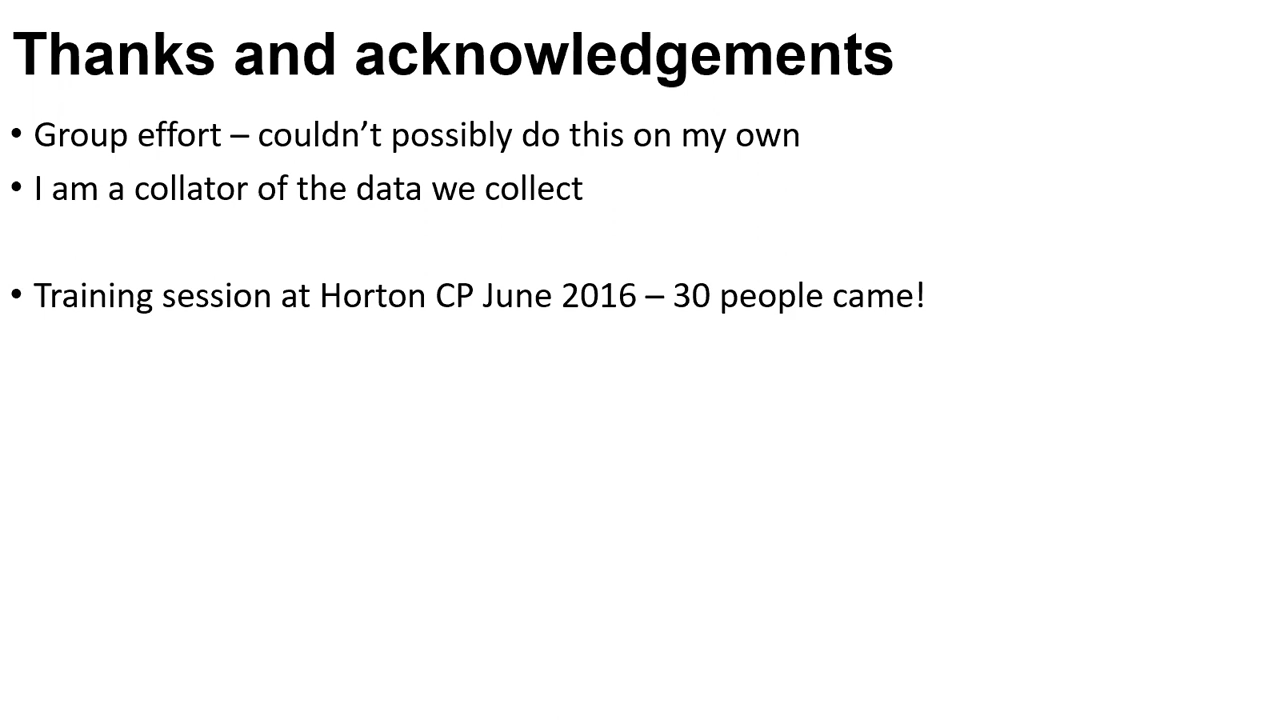 Thanks and acknowledgements
• Group effort – couldn’t possibly do this on my own
• I am a collator of the data we collect
• Training session at Horton CP June 2016 – 30 people came!